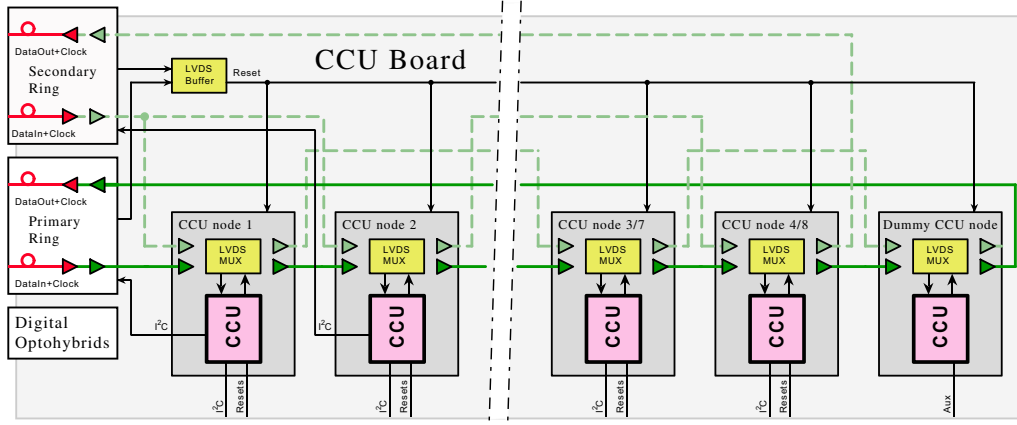 DataOut+Clock
Secondary
Ring
DataIn+Clock
LVDS
Buffer
Reset
CCU Board
DataOut+Clock
Primary
Ring
DataIn+Clock
Digital
Optohybrids
CCU node 1
LVDS
MUX
CCU
I²C
I²C
Resets
CCU node 2
LVDS
MUX
CCU
I²C
I²C
Resets
CCU node 3/7
LVDS
MUX
CCU
I²C
Resets
CCU node 4/8
LVDS
MUX
CCU
I²C
Resets
Dummy CCU node
LVDS
MUX
CCU
Aux